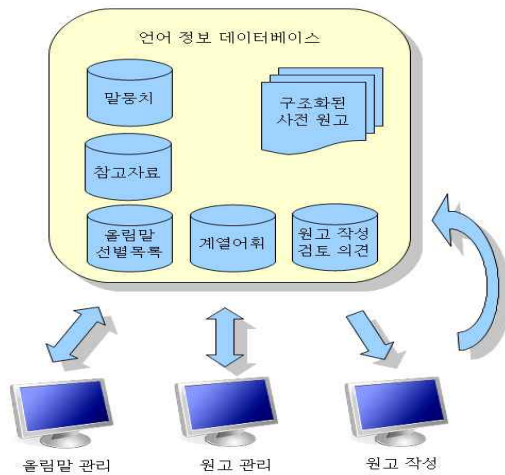 언어 정보 데이터베이스
말뭉치
구조화된
사전 원고
참고자료
올림말
선별목록
계열어휘
원고 작성
검토 의견
올림말 관리
원고 관리
원고 작성